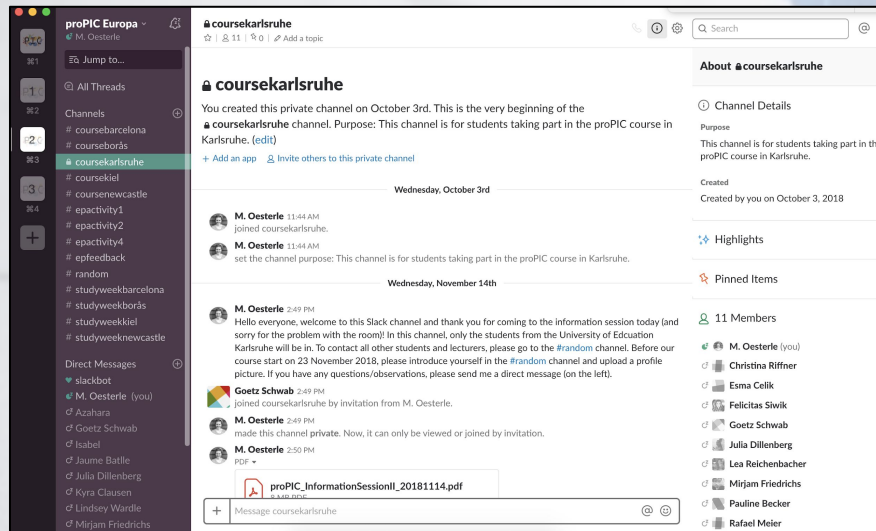 proPIC Europa
M. Oesterle
⌘1
⌘2
⌘3
⌘4
Jump to...
All Threads
Channels
# coursebarcelona
# courseborås
coursekarlsruhe
# coursekiel
# coursenewcastle
# epactivity1
# epactivity2
# epactivity4
# epfeedback
# random
# studyweekbarcelona
# studyweekborås
# studyweekkiel
# studyweeknewcastle
Direct Messages
slackbot
M. Oesterle (you)
Azahara
Goetz Schwab
Isabel
Jaume Batlle
Julia Dillenberg
Kyra Clausen
Lindsey Wardle
Mirjam Friedrichs
coursekarlsruhe
11 | 0 | Add a topic
Search
@
coursekarlsruhe
You created this private channel on October 3rd. This is the very beginning of the
coursekarlsruhe channel. Purpose: This channel is for students taking part in the proPIC course in
Karlsruhe. (edit)
+ Add an app Invite others to this private channel
Wednesday, October 3rd
M. Oesterle 11:44 AM
joined coursekarlsruhe.
M. Oesterle 11:44 AM
set the channel purpose: This channel is for students taking part in the proPIC course in Karlsruhe.
Wednesday, November 14th
M. Oesterle 2:49 PM
Hello everyone, welcome to this Slack channel and thank you for coming to the information session today (and
sorry for the problem with the room)! In this channel, only the students from the University of Edcuation
Karlsruhe will be in. To contact all other students and lecturers, please go to the #random channel. Before our
course start on 23 November 2018, please introduce yourself in the #random channel and upload a profile
picture. If you have any questions/observations, please send me a direct message (on the left).
Goetz Schwab 2:49 PM
joined coursekarlsruhe by invitation from M. Oesterle.
M. Oesterle 2:49 PM
made this channel private. Now, it can only be viewed or joined by invitation.
M. Oesterle 2:50 PM
PDF
proPIC_InformationSessionII_20181114.pdf
8 MB PDF
+ Message coursekarlsruhe @
About coursekarlsruhe
Channel Details
Purpose
This channel is for students taking part in th
proPIC course in Karlsruhe.
Created
Created by you on October 3, 2018
Highlights
Pinned Items
11 Members
M. Oesterle (you)
Christina Riffner
Esma Celik
Felicitas Siwik
Goetz Schwab
Julia Dillenberg
Lea Reichenbacher
Mirjam Friedrichs
Pauline Becker
Rafael Meier